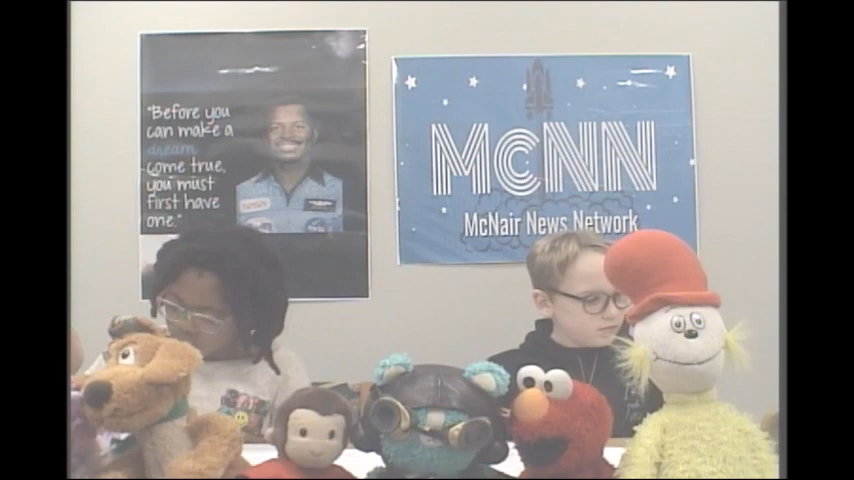 "Before you
can make a
dream
come true,
you must
first have
one."
McNN
McNair News Network